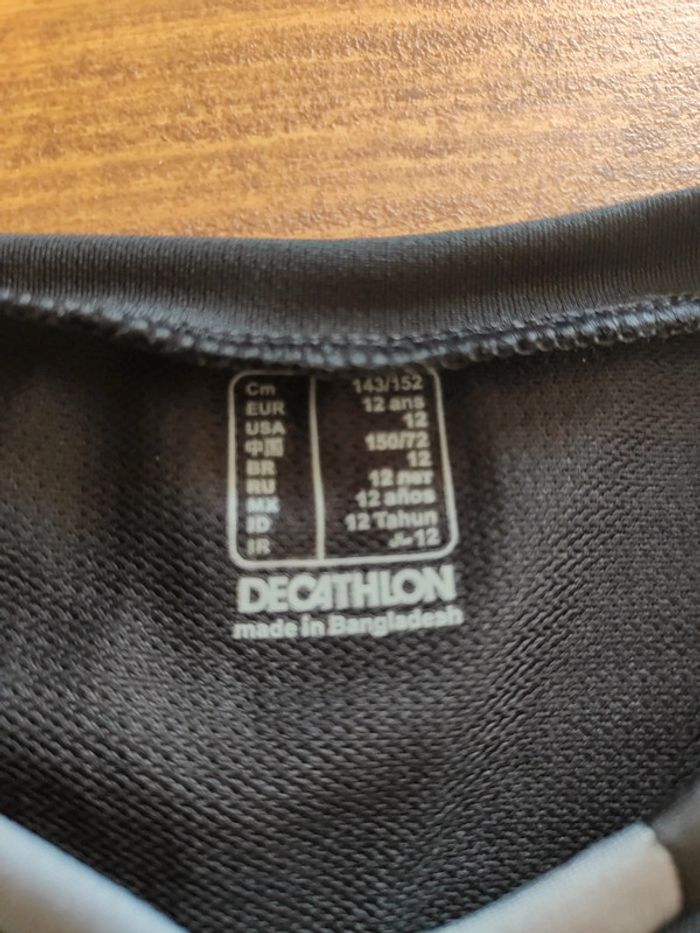 Cm 143/152
EUR 12 ans
USA 12
中国 150/72
BR 12
RU 12 лет
MX 12 años
ID 12 Tahun
IR 12 سال
DECATHLON
made in Bangladesh